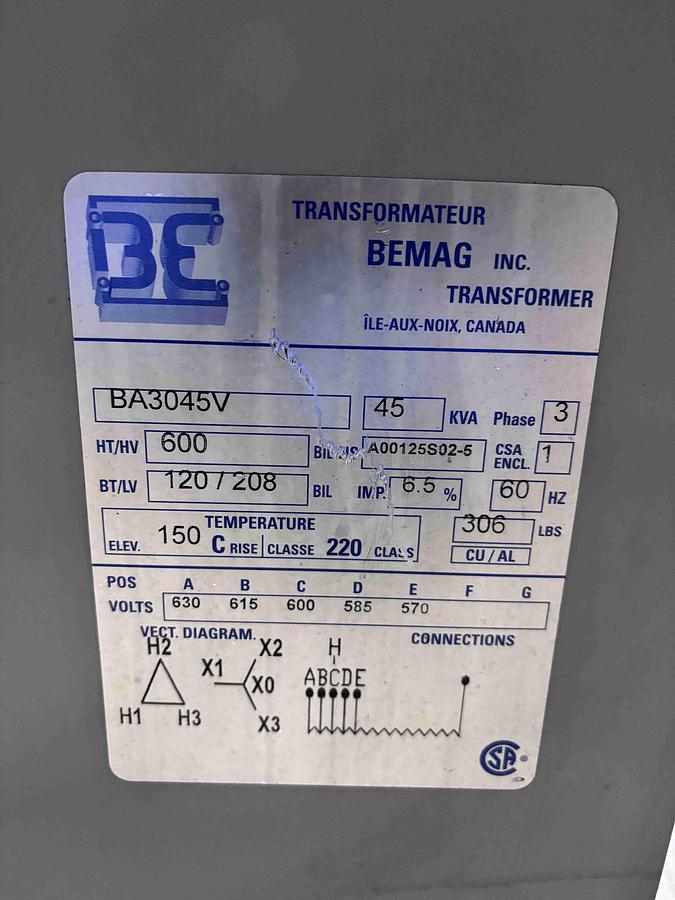 BE
TRANSFORMATEUR
BEMAG INC.
TRANSFORMER
ÎLE-AUX-NOIX, CANADA
BA3045V 45 KVA Phase 3
HT/HV 600 BIL A00125S02-5 CSA ENCL. 1
BT/LV 120 / 208 BIL IMP. 6.5 % 60 HZ
TEMPERATURE 306 LBS
ELEV. 150 C RISE CLASSE 220 CLASS CU / AL
POS A B C D E F G
VOLTS 630 615 600 585 570
VECT. DIAGRAM. CONNECTIONS
H2 X2 H
X1 X0 ABCDE
H1 H3 X3
CSA ®